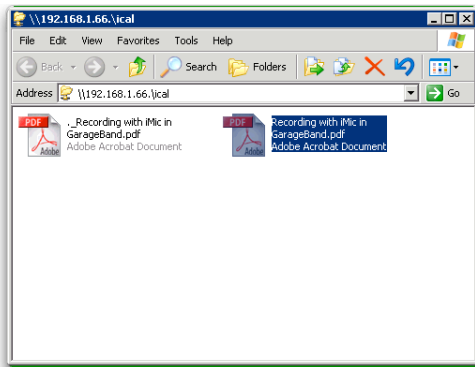 \\192.168.1.66.\ical
File Edit View Favorites Tools Help
Back Search Folders
Address \\192.168.1.66.\ical Go
PDF
Adobe
._Recording with iMic in
GarageBand.pdf
Adobe Acrobat Document
PDF
Adobe
Recording with iMic in
GarageBand.pdf
Adobe Acrobat Document